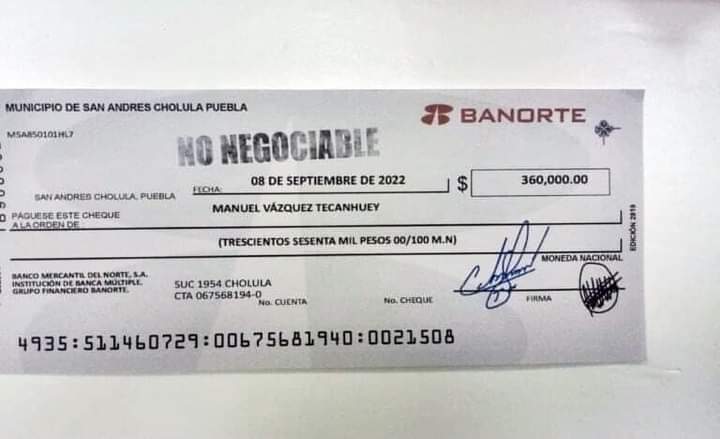 MUNICIPIO DE SAN ANDRES CHOLULA PUEBLA
BANORTE
MSA850101HL7
NO NEGOCIABLE
FECHA: 08 DE SEPTIEMBRE DE 2022 $ 360,000.00
SAN ANDRES CHOLULA, PUEBLA
MANUEL VÁZQUEZ TECANHUEY
PAGUESE ESTE CHEQUE
A LA ORDEN DE:
(TRESCIENTOS SESENTA MIL PESOS 00/100 M.N)
EDICIÓN 2019
MONEDA NACIONAL
BANCO MERCANTIL DEL NORTE, S.A.
INSTITUCIÓN DE BANCA MÚLTIPLE.
GRUPO FINANCIERO BANORTE.
SUC 1954 CHOLULA
CTA 067568194-0
No. CUENTA
No. CHEQUE
FIRMA
4935:511460729:00675681940:0021508